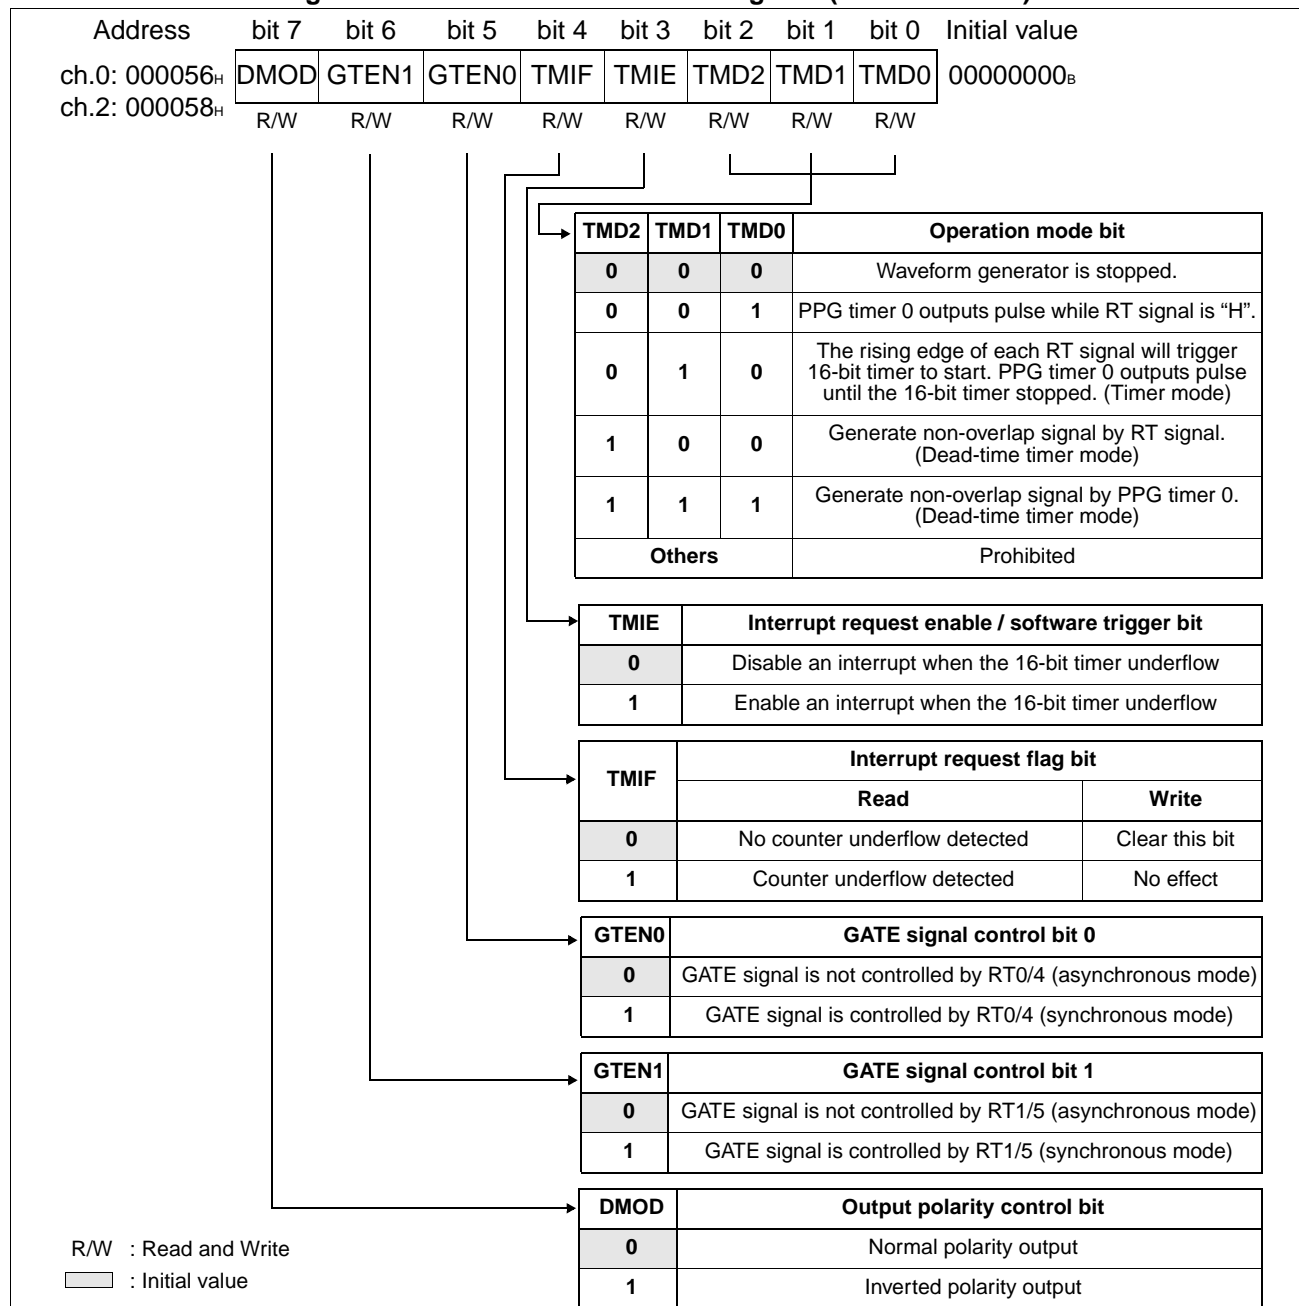 Address bit 7 bit 6 bit 5 bit 4 bit 3 bit 2 bit 1 bit 0 Initial value
ch.0: 000056H DMOD GTEN1 GTEN0 TMIF TMIE TMD2 TMD1 TMD0 00000000B
ch.2: 000058H
R/W R/W R/W R/W R/W R/W R/W R/W
TMD2 TMD1 TMD0 Operation mode bit
0 0 0 Waveform generator is stopped.
0 0 1 PPG timer 0 outputs pulse while RT signal is “H”.
0 1 0 The rising edge of each RT signal will trigger
16-bit timer to start. PPG timer 0 outputs pulse
until the 16-bit timer stopped. (Timer mode)
1 0 0 Generate non-overlap signal by RT signal.
(Dead-time timer mode)
1 1 1 Generate non-overlap signal by PPG timer 0.
(Dead-time timer mode)
Others Prohibited
TMIE Interrupt request enable / software trigger bit
0 Disable an interrupt when the 16-bit timer underflow
1 Enable an interrupt when the 16-bit timer underflow
TMIF Interrupt request flag bit
Read Write
0 No counter underflow detected Clear this bit
1 Counter underflow detected No effect
GTEN0 GATE signal control bit 0
0 GATE signal is not controlled by RT0/4 (asynchronous mode)
1 GATE signal is controlled by RT0/4 (synchronous mode)
GTEN1 GATE signal control bit 1
0 GATE signal is not controlled by RT1/5 (asynchronous mode)
1 GATE signal is controlled by RT1/5 (synchronous mode)
DMOD Output polarity control bit
0 Normal polarity output
1 Inverted polarity output
R/W : Read and Write
: Initial value